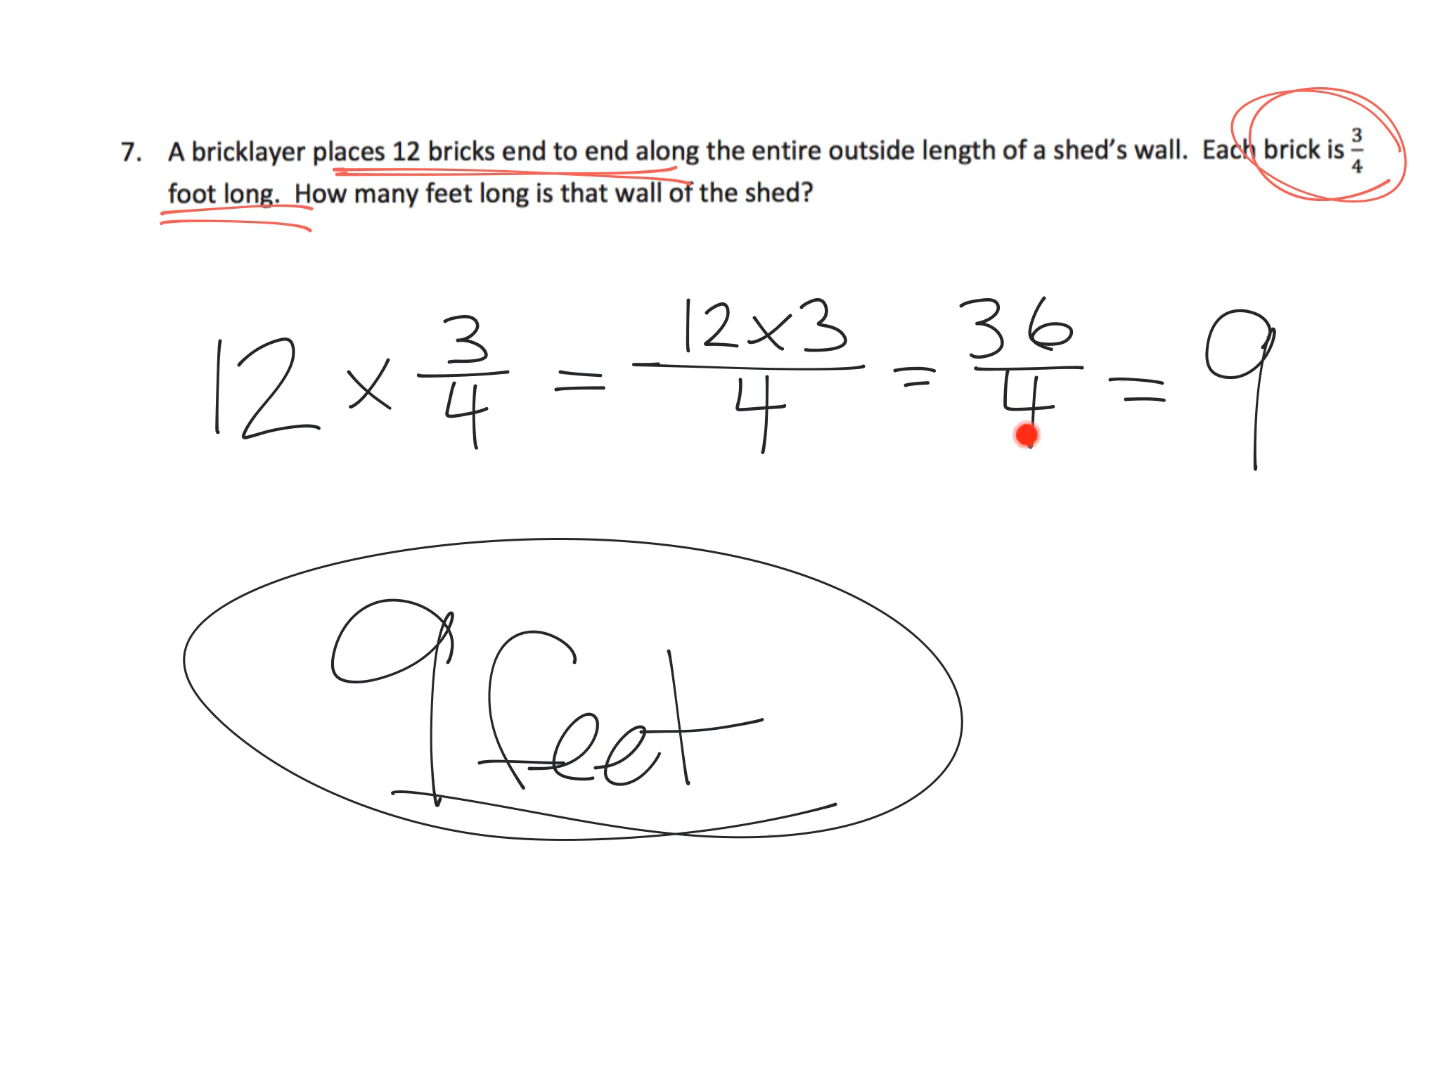 7. A bricklayer places 12 bricks end to end along the entire outside length of a shed's wall. Each brick is 3/4
foot long. How many feet long is that wall of the shed?
12 × 3/4 = 12×3/4 = 36/4 = 9
9 feet